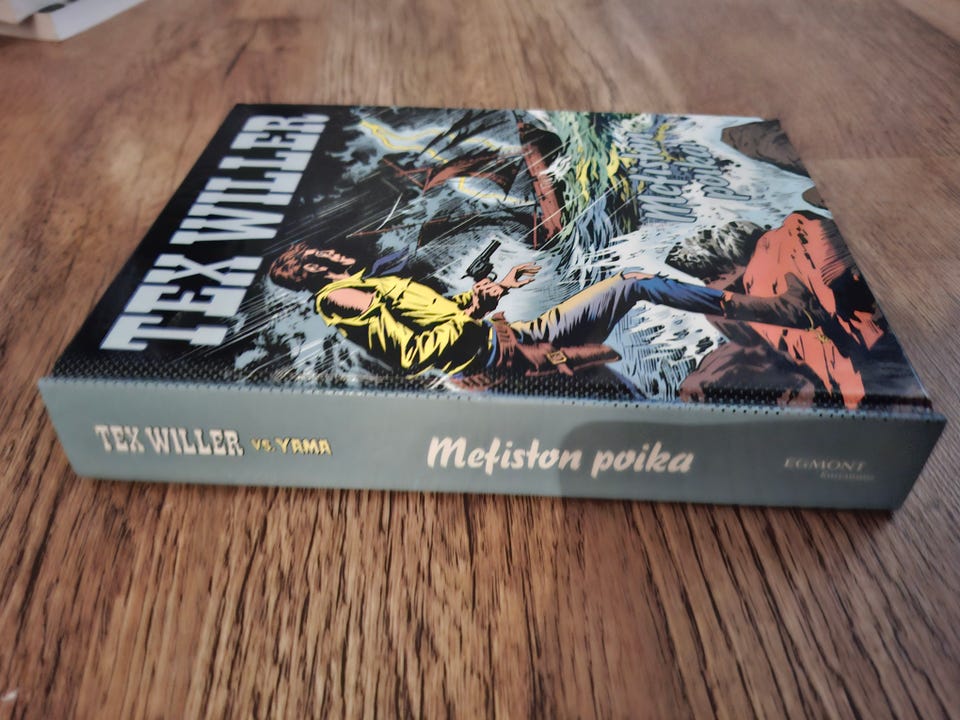 TEX WILLER
Mefiston
poika
TEX WILLER VS. YAMA
Mefiston poika
EGMONT